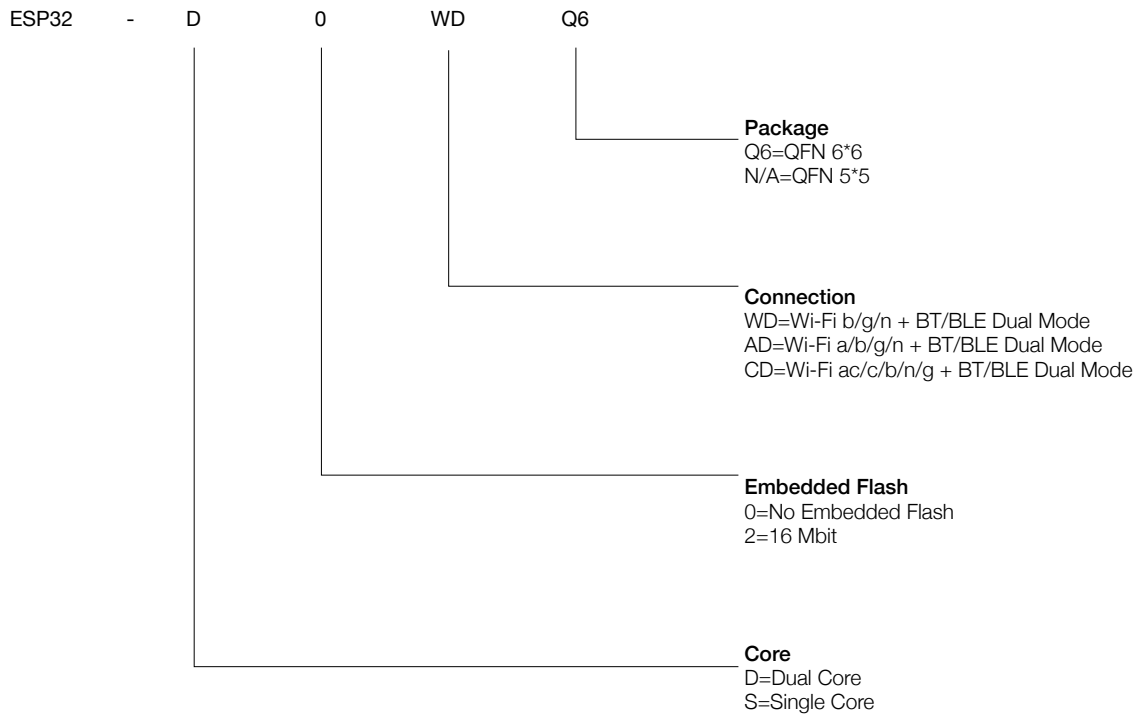 ESP32 - D 0 WD Q6
Package
Q6=QFN 6*6
N/A=QFN 5*5
Connection
WD=Wi-Fi b/g/n + BT/BLE Dual Mode
AD=Wi-Fi a/b/g/n + BT/BLE Dual Mode
CD=Wi-Fi ac/c/b/n/g + BT/BLE Dual Mode
Embedded Flash
0=No Embedded Flash
2=16 Mbit
Core
D=Dual Core
S=Single Core